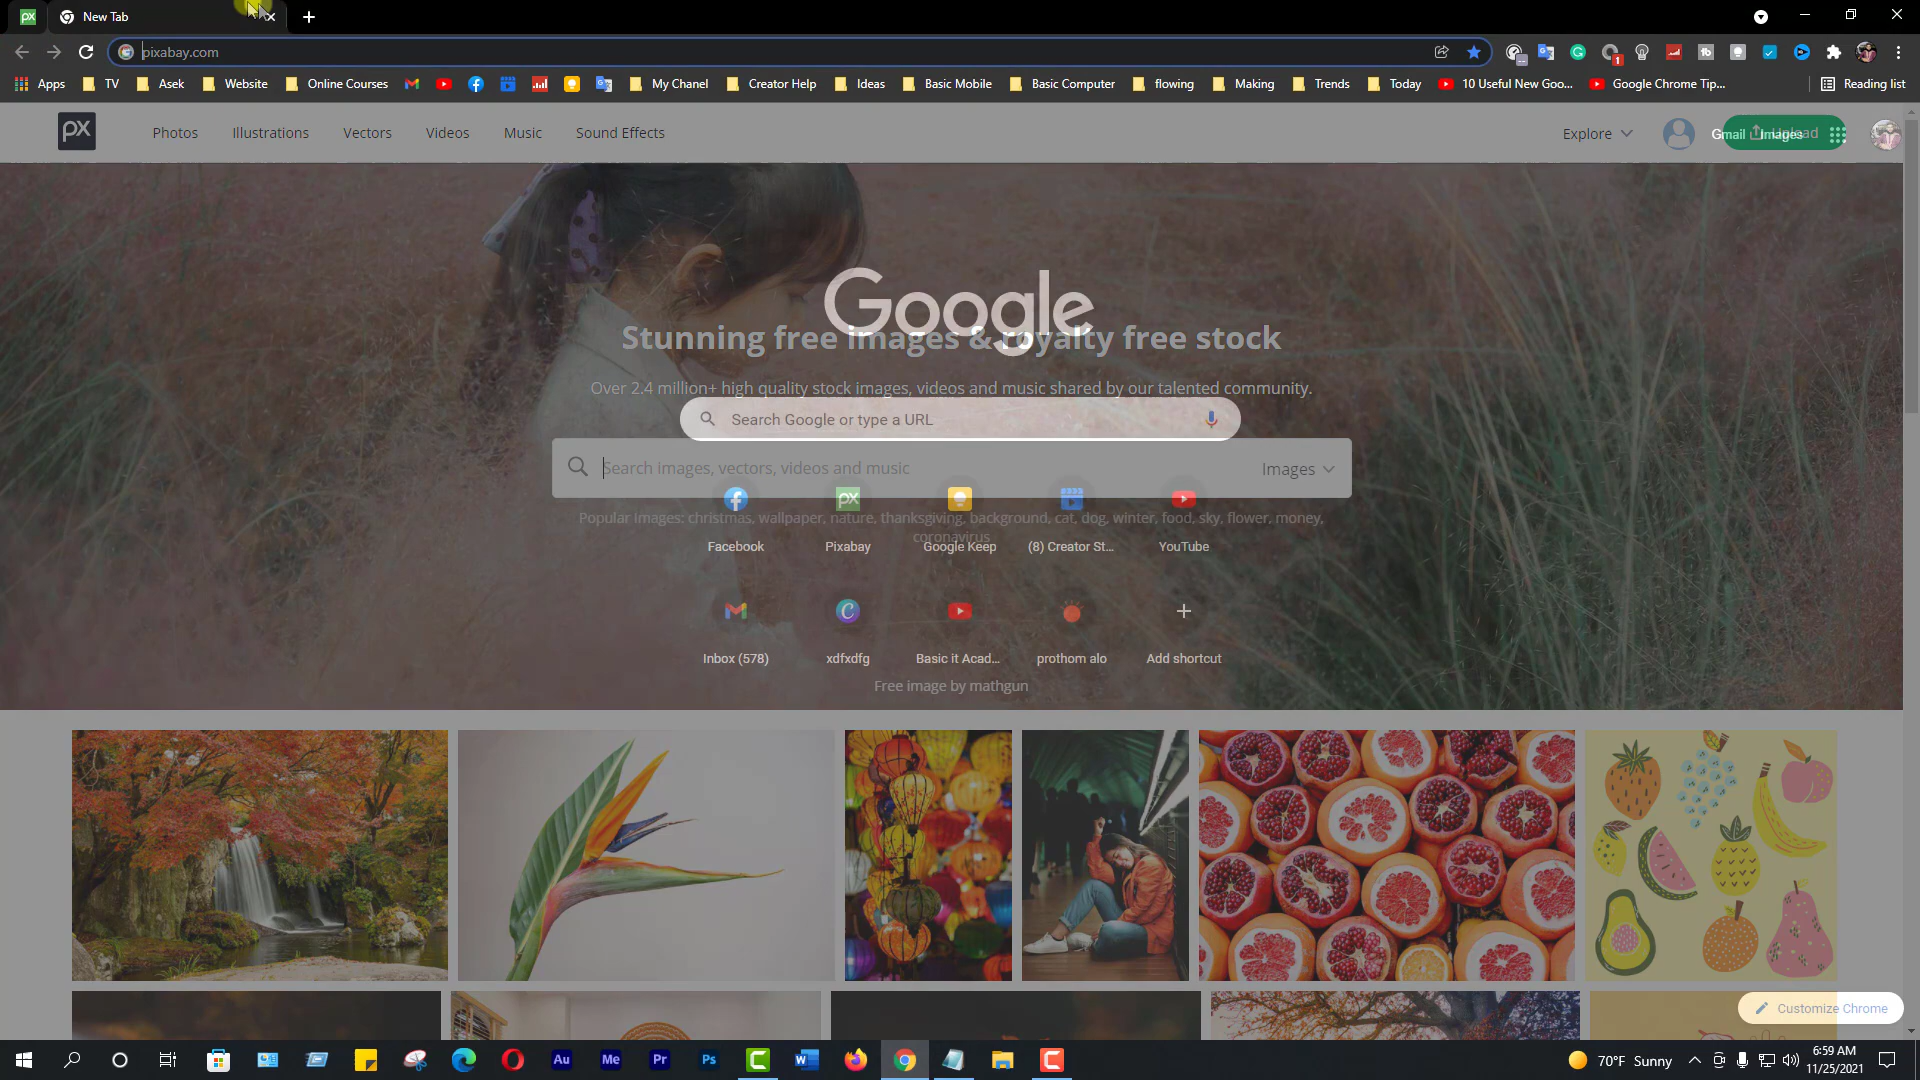 New Tab
pixabay.com
Apps TV Asek Website Online Courses My Chanel Creator Help Ideas Basic Mobile Basic Computer flowing Making Trends Today 10 Useful New Goo... Google Chrome Tip... Reading list
px Photos Illustrations Vectors Videos Music Sound Effects Explore Gmail Images Upload
Google
Stunning free images & royalty free stock
Over 2.4 million+ high quality stock images, videos and music shared by our talented community.
Search Google or type a URL
Search images, vectors, videos and music Images
Popular Images: christmas, wallpaper, nature, thanksgiving, background, cat, dog, winter, food, sky, flower, money,
coronavirus
Facebook Pixabay Google Keep (8) Creator St... YouTube
Inbox (578) xdfxdfg Basic it Acad... prothom alo Add shortcut
Free image by mathgun
Customize Chrome
Au Me Pr Ps 70°F Sunny 6:59 AM
11/25/2021